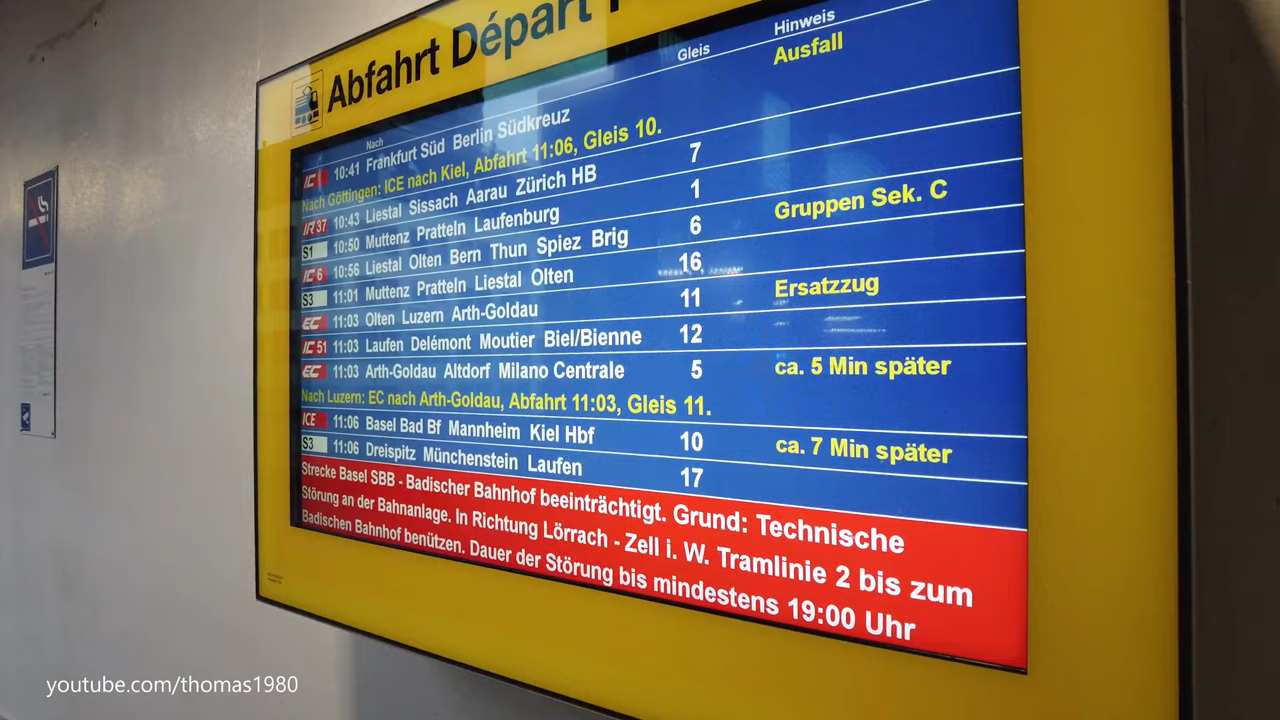 Abfahrt Départ
Nach Gleis Hinweis
IC 10:41 Frankfurt Süd Berlin Südkreuz Ausfall
Nach Göttingen: ICE nach Kiel, Abfahrt 11:06, Gleis 10.
IR 37 10:43 Liestal Sissach Aarau Zürich HB 7
S1 10:50 Muttenz Pratteln Laufenburg 1
IC 6 10:56 Liestal Olten Bern Thun Spiez Brig 6 Gruppen Sek. C
S3 11:01 Muttenz Pratteln Liestal Olten 16
EC 11:03 Olten Luzern Arth-Goldau 11 Ersatzzug
IC 51 11:03 Laufen Delémont Moutier Biel/Bienne 12
EC 11:03 Arth-Goldau Altdorf Milano Centrale 5 ca. 5 Min später
Nach Luzern: EC nach Arth-Goldau, Abfahrt 11:03, Gleis 11.
ICE 11:06 Basel Bad Bf Mannheim Kiel Hbf 10 ca. 7 Min später
S3 11:06 Dreispitz Münchenstein Laufen 17
Strecke Basel SBB - Badischer Bahnhof beeinträchtigt. Grund: Technische
Störung an der Bahnanlage. In Richtung Lörrach - Zell i. W. Tramlinie 2 bis zum
Badischen Bahnhof benützen. Dauer der Störung bis mindestens 19:00 Uhr
youtube.com/thomas1980